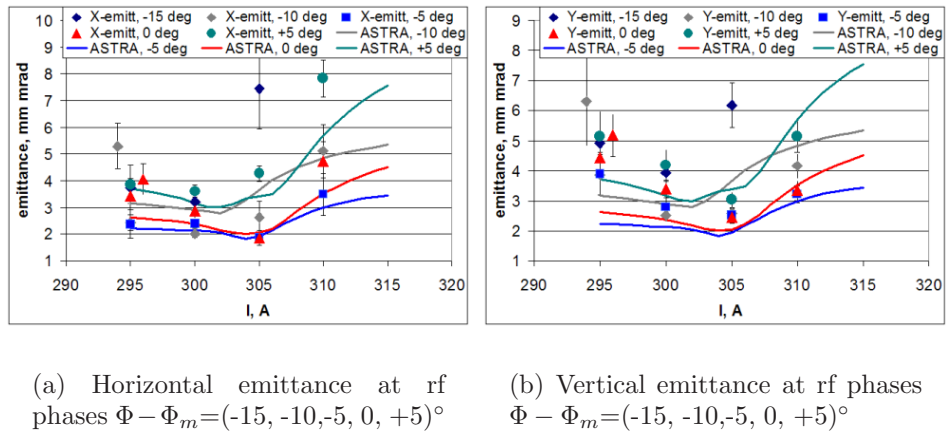 X-emitt, -15 deg X-emitt, -10 deg X-emitt, -5 deg
X-emitt, 0 deg X-emitt, +5 deg ASTRA, -10 deg
ASTRA, -5 deg ASTRA, 0 deg ASTRA, +5 deg
emittance, mm mrad
10
9
8
7
6
5
4
3
2
1
290 295 300 305 310 315 320
I, A
Y-emitt, -15 deg Y-emitt, -10 deg Y-emitt, -5 deg
Y-emitt, 0 deg Y-emitt, +5 deg ASTRA, -10 deg
ASTRA, -5 deg ASTRA, 0 deg ASTRA, +5 deg
emittance, mm mrad
9
8
7
6
5
4
3
2
1
290 295 300 305 310 315 320
I, A
(a) Horizontal emittance at rf
phases Φ−Φₘ=(-15, -10,-5, 0, +5)°
(b) Vertical emittance at rf phases
Φ − Φₘ=(-15, -10,-5, 0, +5)°